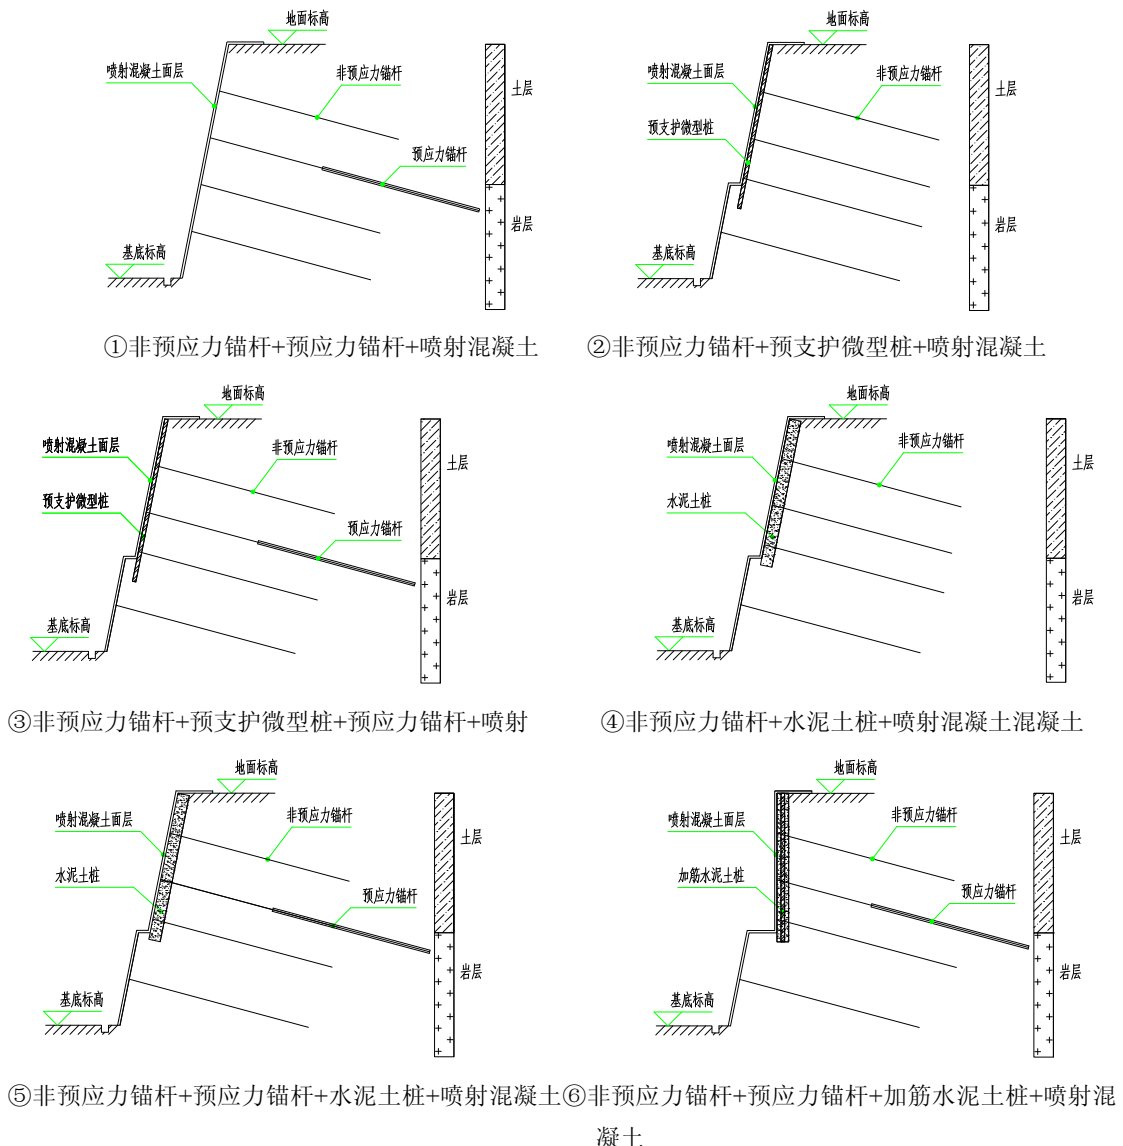 地面标高
地面标高
喷射混凝土面层
非预应力锚杆
土层
喷射混凝土面层
非预应力锚杆
土层
预支护微型桩
预应力锚杆
岩层
岩层
基底标高
基底标高
①非预应力锚杆+预应力锚杆+喷射混凝土
②非预应力锚杆+预支护微型桩+喷射混凝土
地面标高
地面标高
喷射混凝土面层
非预应力锚杆
土层
喷射混凝土面层
非预应力锚杆
土层
预支护微型桩
预应力锚杆
水泥土桩
岩层
岩层
基底标高
基底标高
③非预应力锚杆+预支护微型桩+预应力锚杆+喷射
④非预应力锚杆+水泥土桩+喷射混凝土混凝土
地面标高
地面标高
喷射混凝土面层
非预应力锚杆
土层
喷射混凝土面层
非预应力锚杆
土层
水泥土桩
预应力锚杆
加筋水泥土桩
预应力锚杆
岩层
岩层
基底标高
基底标高
⑤非预应力锚杆+预应力锚杆+水泥土桩+喷射混凝土⑥非预应力锚杆+预应力锚杆+加筋水泥土桩+喷射混
凝土